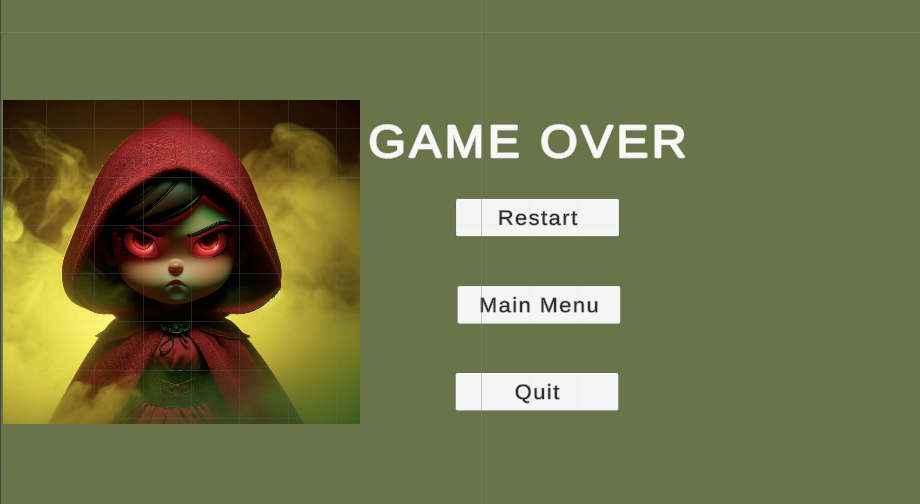 GAME OVER
Restart
Main Menu
Quit